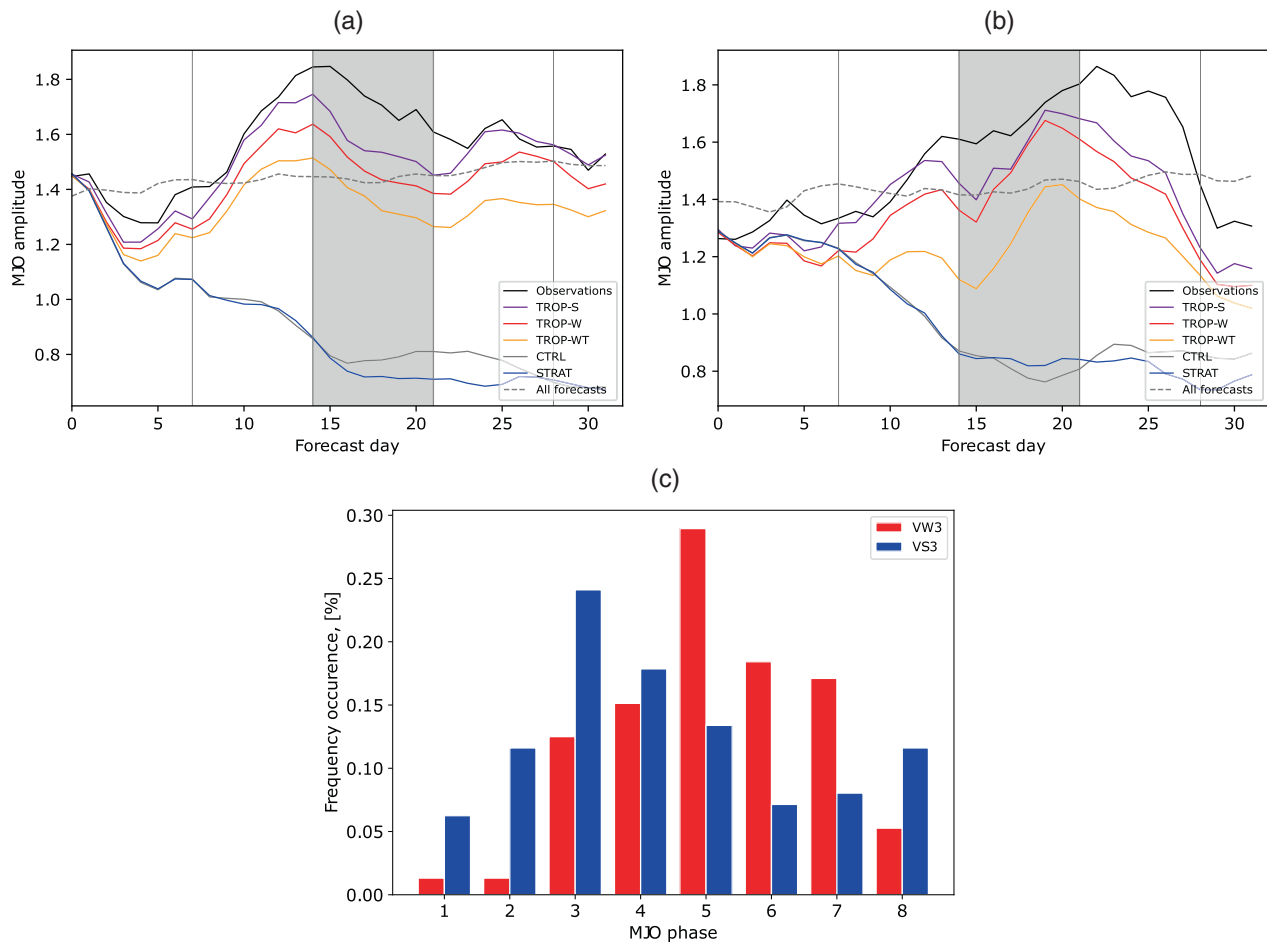 (a)
1.8
1.6
1.4
1.2
1.0
0.8
MJO amplitude
0 5 10 15 20 25 30
Forecast day
Observations
TROP-S
TROP-W
TROP-WT
CTRL
STRAT
All forecasts
(b)
1.8
1.6
1.4
1.2
1.0
0.8
MJO amplitude
0 5 10 15 20 25 30
Forecast day
Observations
TROP-S
TROP-W
TROP-WT
CTRL
STRAT
All forecasts
(c)
0.30
0.25
0.20
0.15
0.10
0.05
0.00
Frequency occurence, [%]
VW3
VS3
1 2 3 4 5 6 7 8
MJO phase